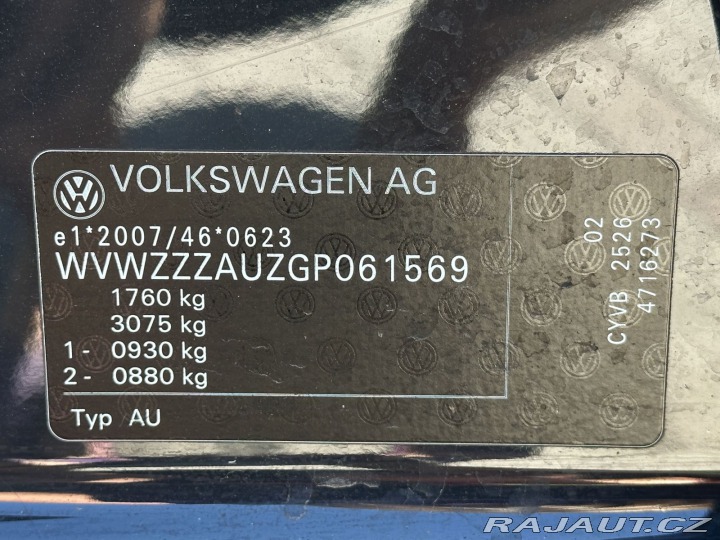 VOLKSWAGEN AG
e1*2007/46*0623
WVWZZZAUZGP061569
1760 kg
3075 kg
1 - 0930 kg
2 - 0880 kg
Typ AU
02
CYVB 2526
4716273
RAJAUT.CZ